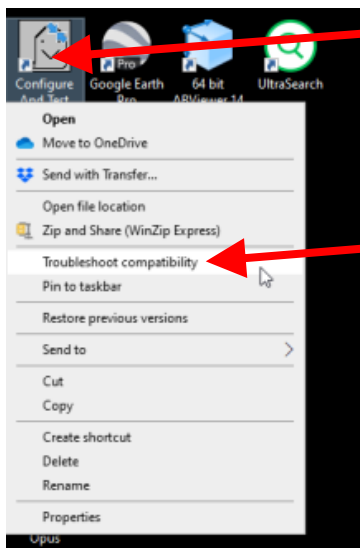 Pro
Configure Google Earth 64 bit UltraSearch
And Test Pro ABViewer 14
Open
Move to OneDrive
Send with Transfer...
Open file location
Zip and Share (WinZip Express)
Troubleshoot compatibility
Pin to taskbar
Restore previous versions
Send to
Cut
Copy
Create shortcut
Delete
Rename
Properties
Opus